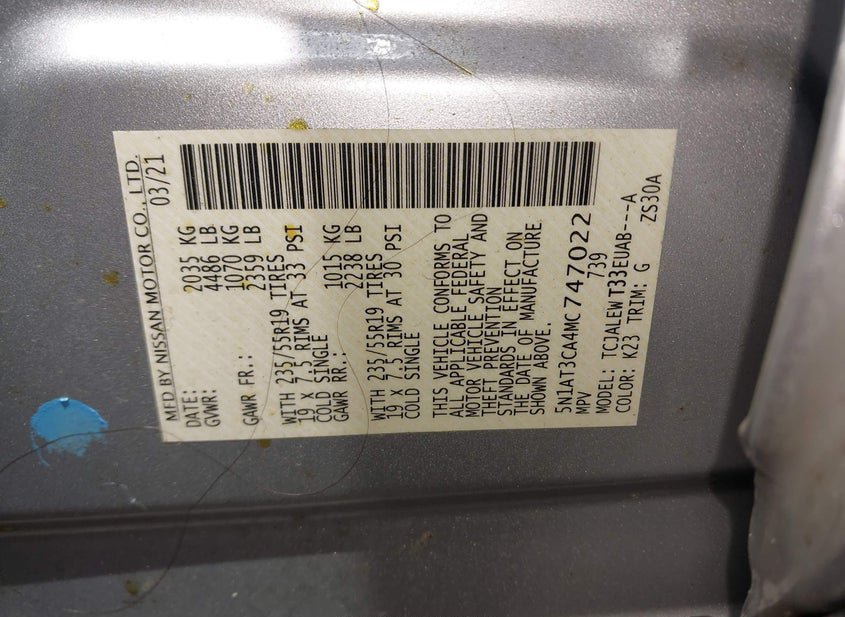 MFD BY NISSAN MOTOR CO., LTD.
DATE: 03/21
GVWR: 2035 KG
4486 LB
GAWR FR.: 1070 KG
2359 LB
WITH 235/55R19 TIRES
19 x 7.5 RIMS AT 33 PSI
COLD SINGLE
GAWR RR.: 1015 KG
2238 LB
WITH 235/55R19 TIRES
19 x 7.5 RIMS AT 30 PSI
COLD SINGLE
THIS VEHICLE CONFORMS TO
ALL APPLICABLE FEDERAL
MOTOR VEHICLE SAFETY AND
THEFT PREVENTION
STANDARDS IN EFFECT ON
THE DATE OF MANUFACTURE
SHOWN ABOVE.
5N1AT3CA4MC747022
MPV 739
MODEL: TCJALEWT33EUAB---A
COLOR: K23 TRIM: G ZS30A